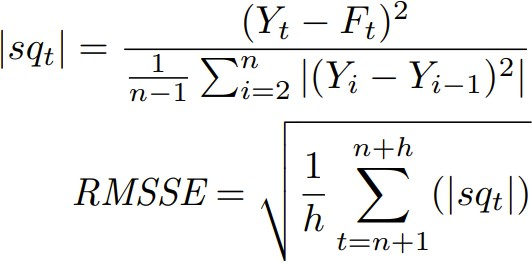 |sq_t| = \frac{(Y_t - F_t)^2}{\frac{1}{n-1} \sum_{i=2}^{n} |(Y_i - Y_{i-1})^2|}
RMSSE = \sqrt{\frac{1}{h} \sum_{t=n+1}^{n+h} (|sq_t|)}